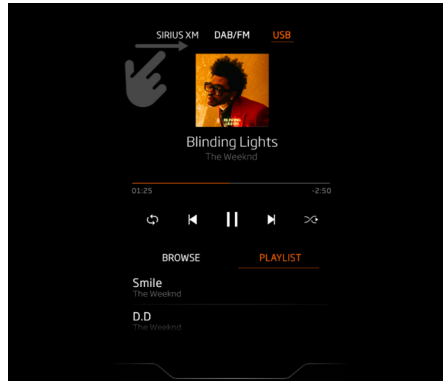 SIRIUS XM DAB/FM USB
Blinding Lights
The Weeknd
01:25 -2:50
BROWSE PLAYLIST
Smile
The Weeknd
D.D
The Weeknd